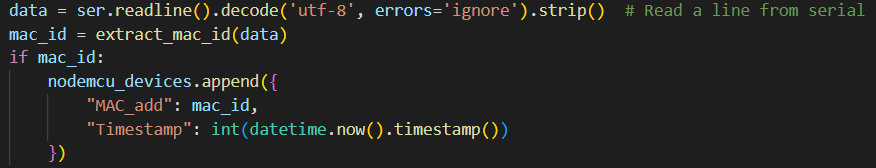 data = ser.readline().decode('utf-8', errors='ignore').strip()  # Read a line from serial
mac_id = extract_mac_id(data)
if mac_id:
    nodemcu_devices.append({
        "MAC_add": mac_id,
        "Timestamp": int(datetime.now().timestamp())
    })